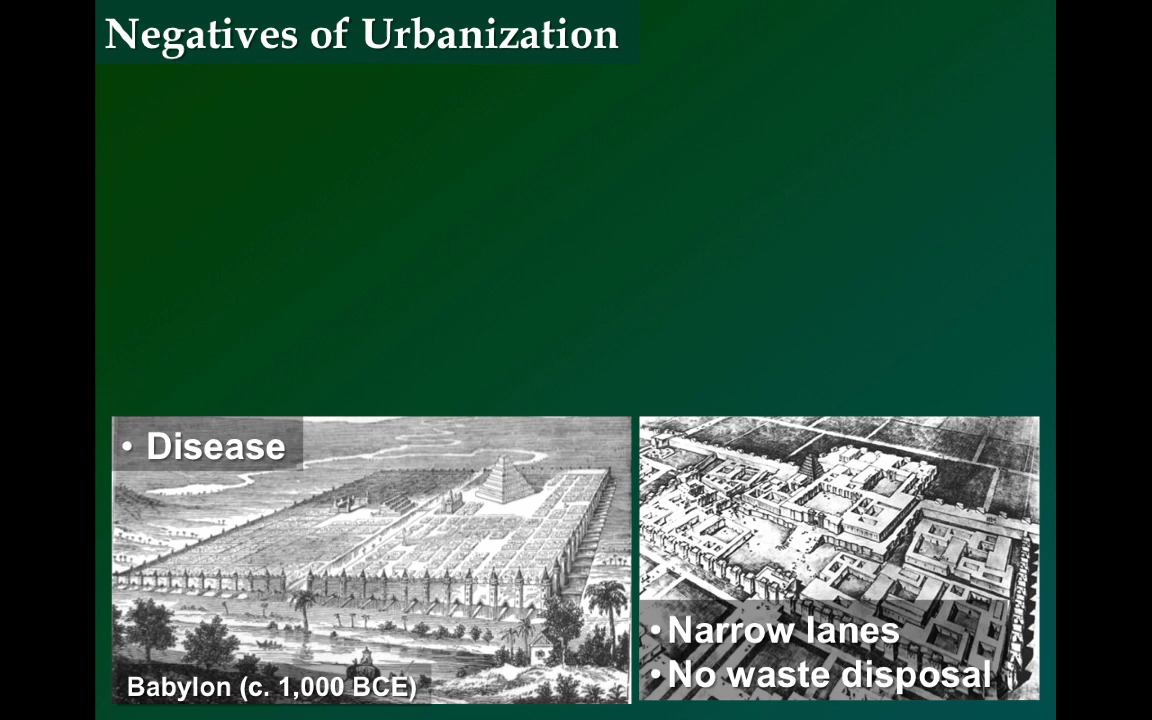 Negatives of Urbanization
• Disease
Babylon (c. 1,000 BCE)
• Narrow lanes
• No waste disposal